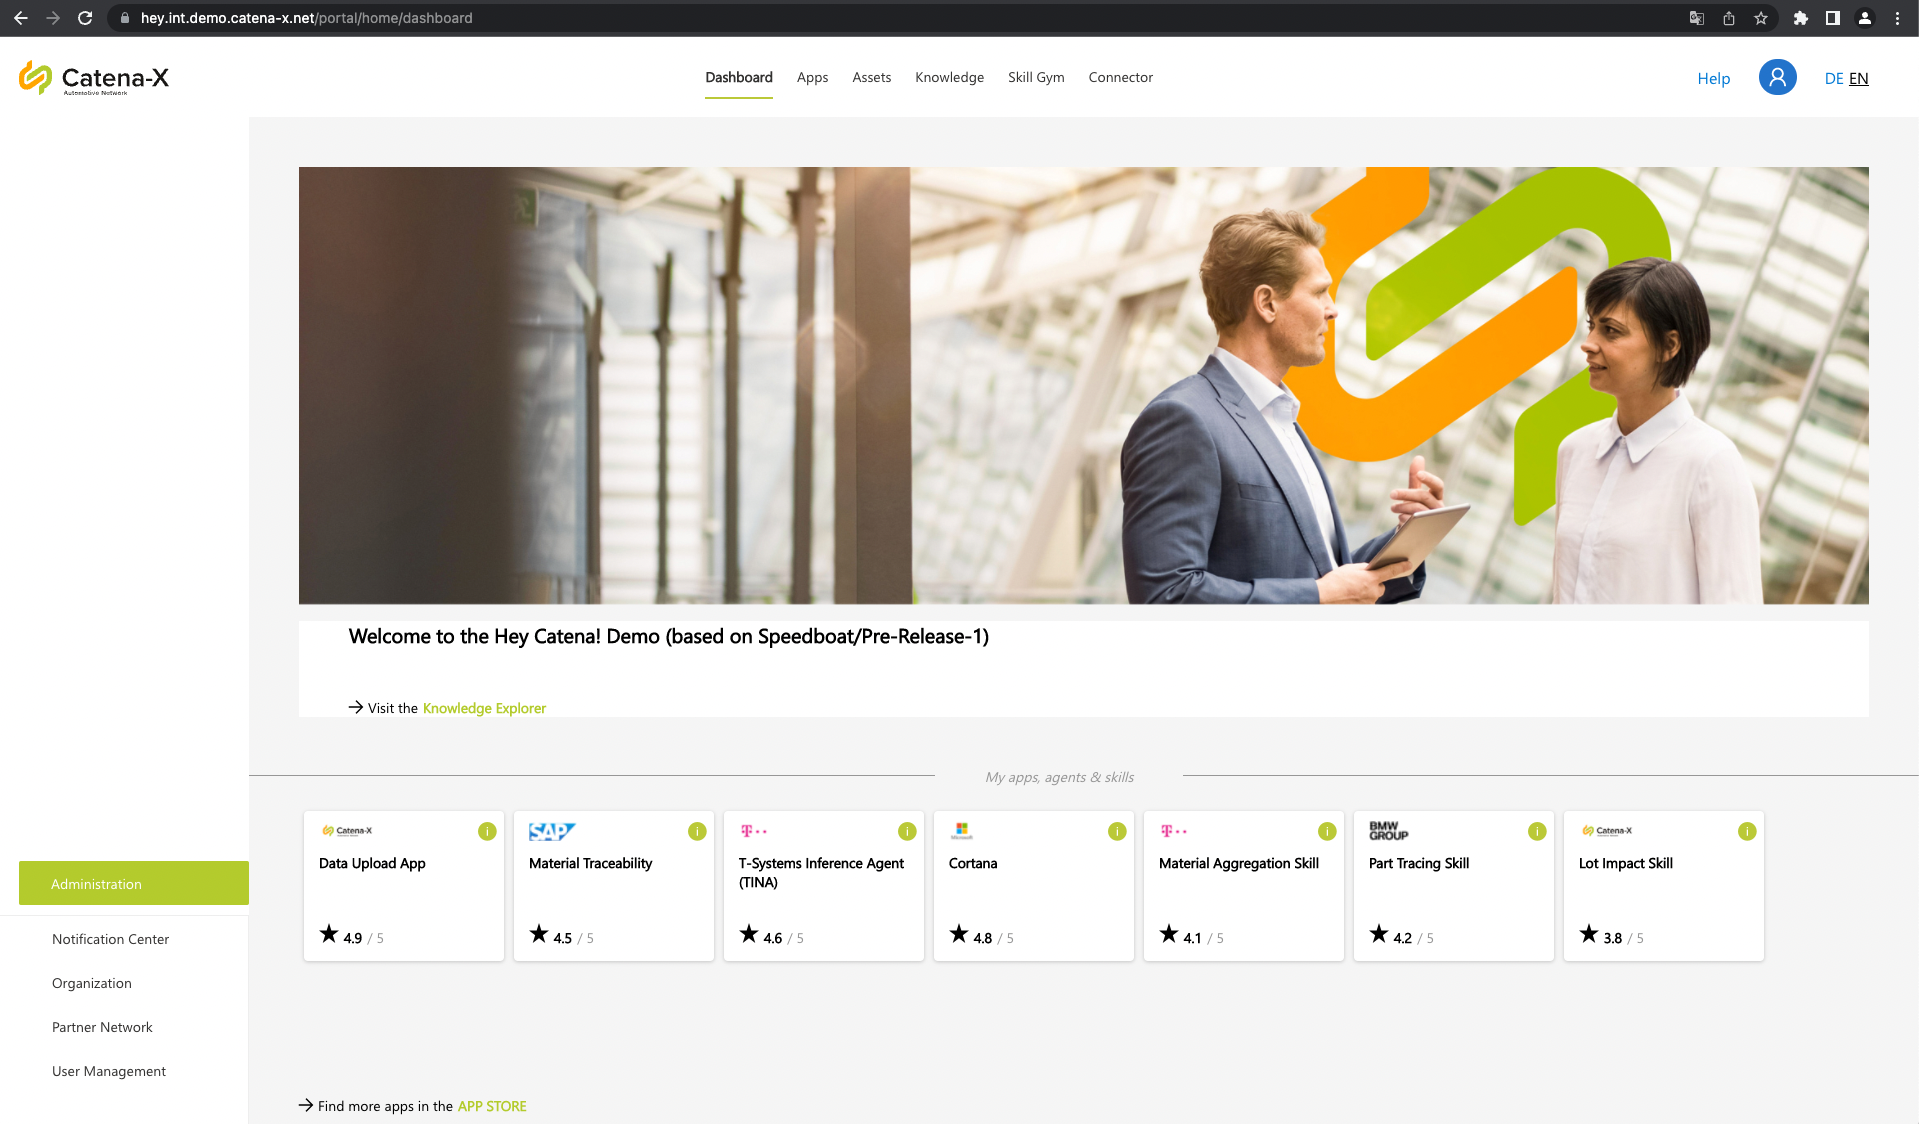 hey.int.demo.catena-x.net/portal/home/dashboard
Catena-X
Automotive Network
Dashboard Apps Assets Knowledge Skill Gym Connector
Help
DE EN
Welcome to the Hey Catena! Demo (based on Speedboat/Pre-Release-1)
→ Visit the Knowledge Explorer
My apps, agents & skills
Catena-X
i
Data Upload App
★ 4.9 / 5
SAP
i
Material Traceability
★ 4.5 / 5
T
i
T-Systems Inference Agent
(TINA)
★ 4.6 / 5
Microsoft
i
Cortana
★ 4.8 / 5
T
i
Material Aggregation Skill
★ 4.1 / 5
BMW
GROUP
i
Part Tracing Skill
★ 4.2 / 5
Catena-X
i
Lot Impact Skill
★ 3.8 / 5
Administration
Notification Center
Organization
Partner Network
User Management
→ Find more apps in the APP STORE